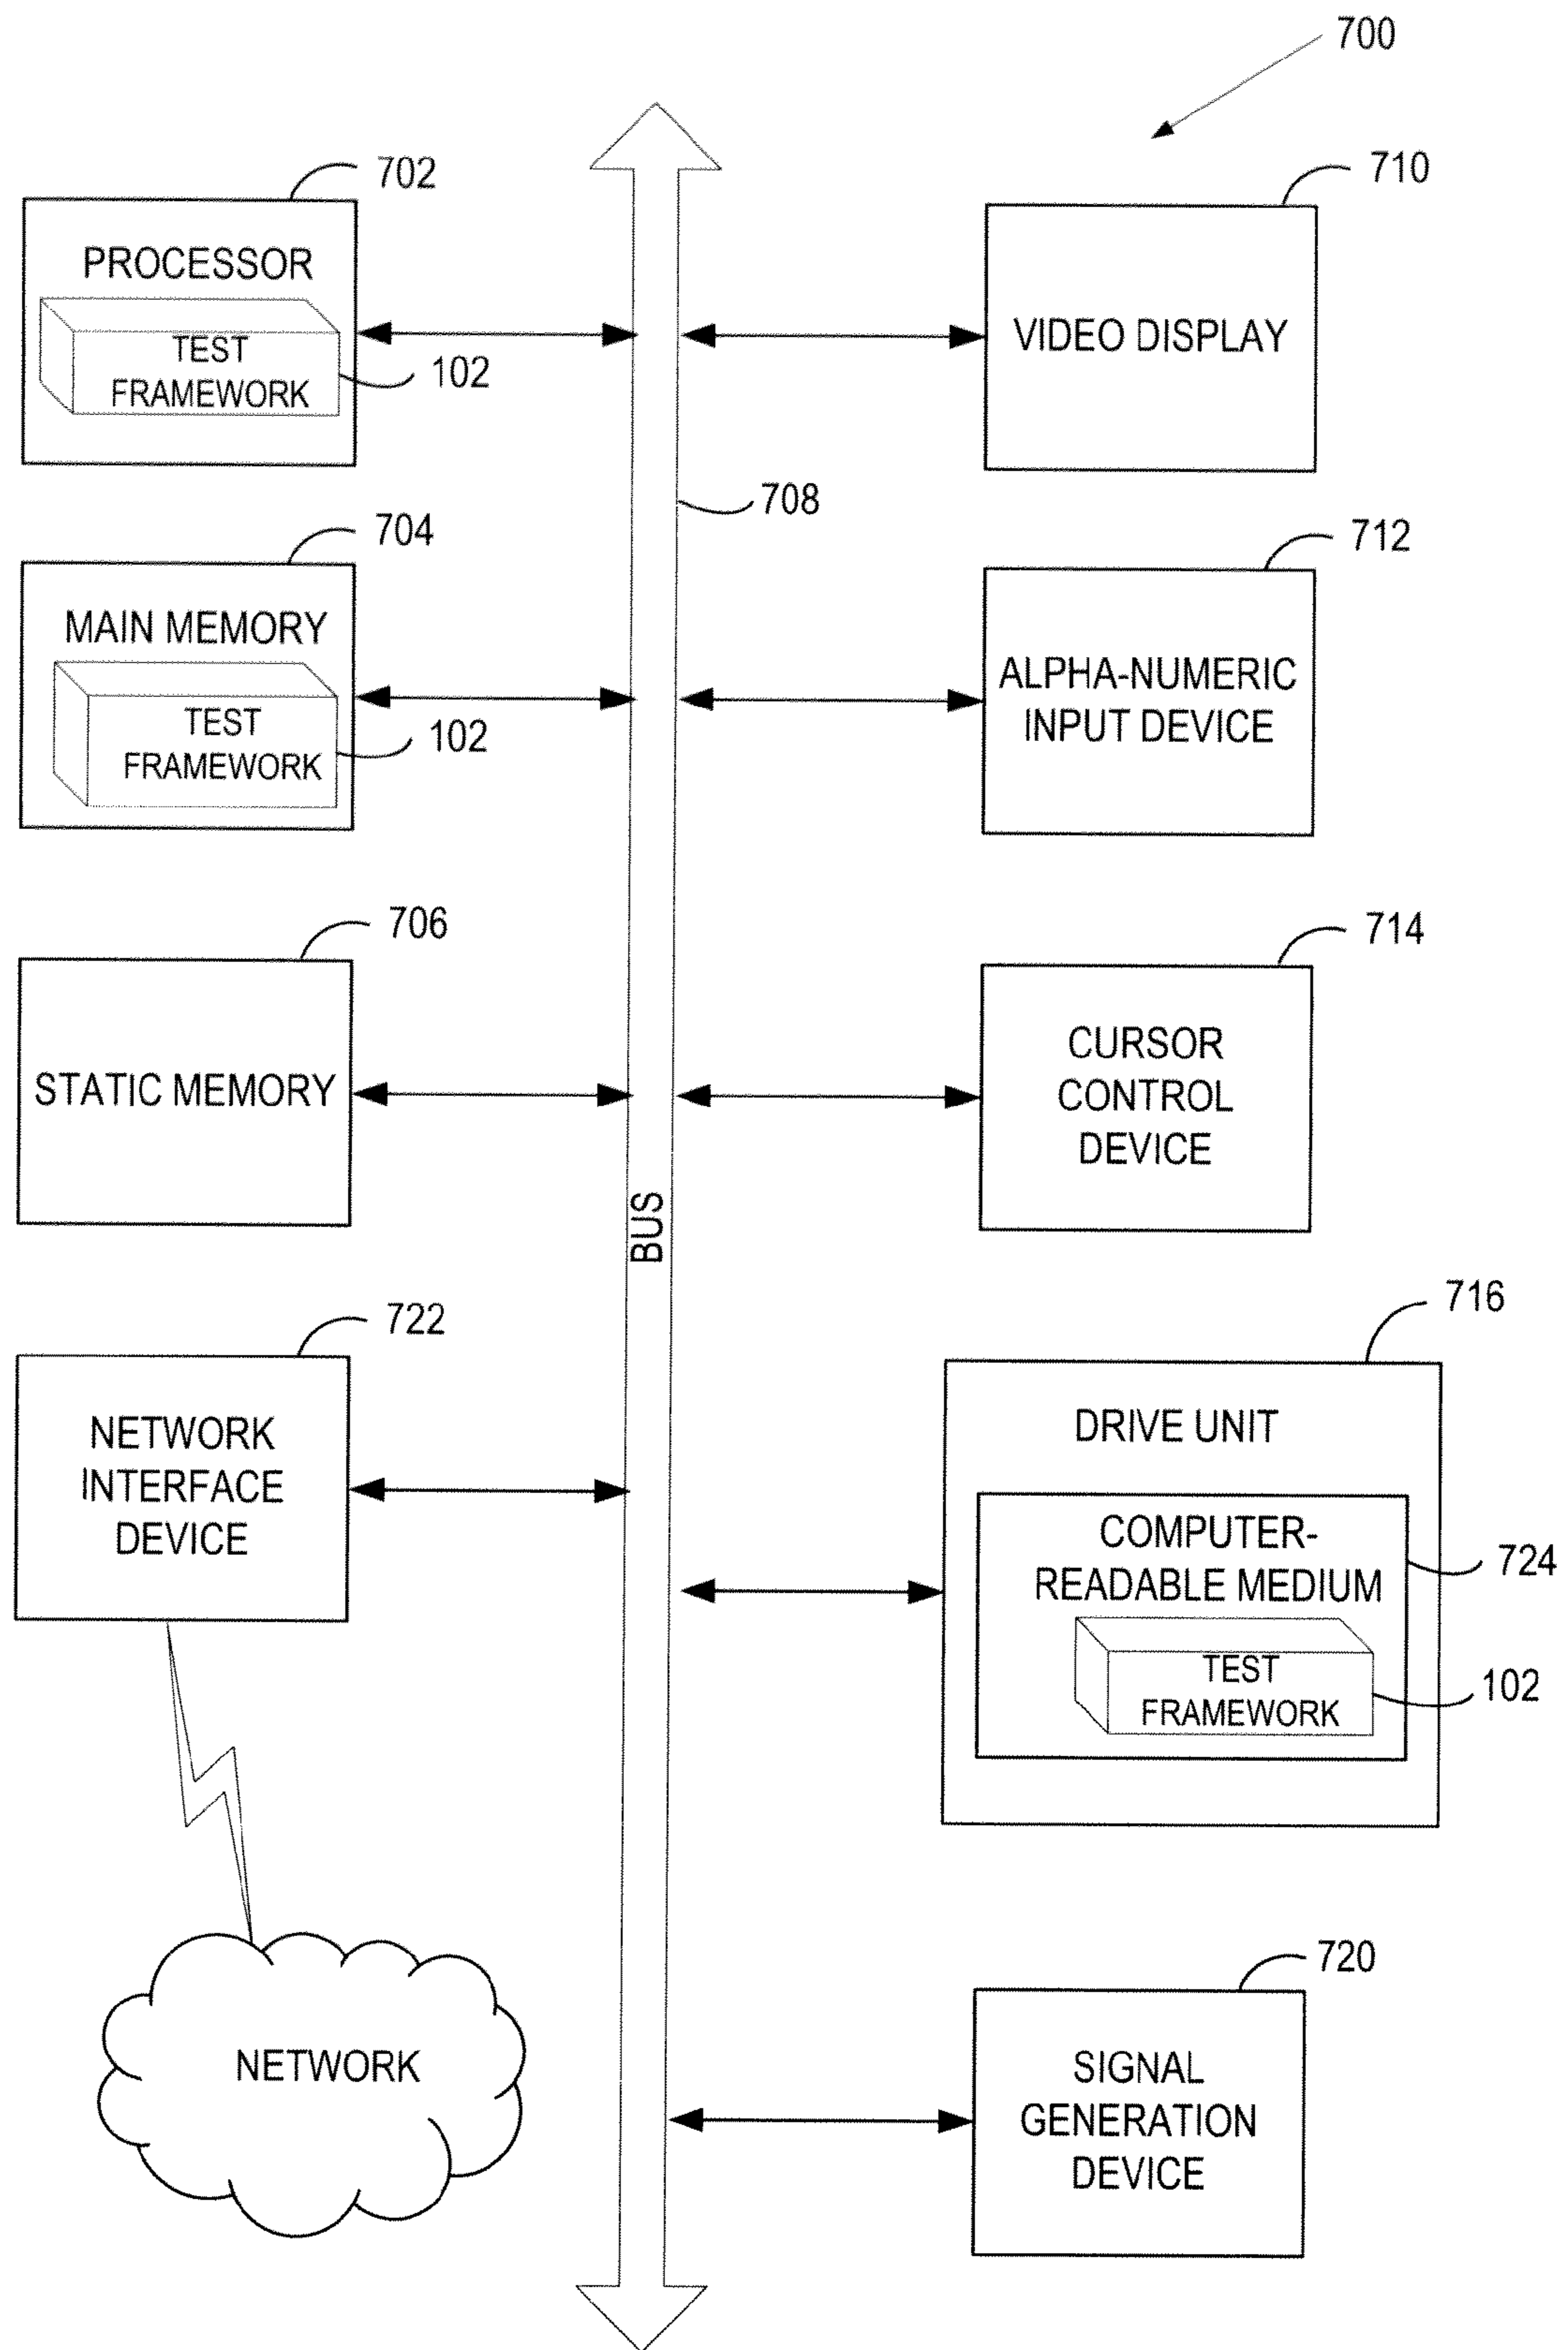 700
702
PROCESSOR
TEST
FRAMEWORK
102
710
VIDEO DISPLAY
708
704
MAIN MEMORY
TEST
FRAMEWORK
102
712
ALPHA-NUMERIC
INPUT DEVICE
706
STATIC MEMORY
714
CURSOR
CONTROL
DEVICE
BUS
722
NETWORK
INTERFACE
DEVICE
716
DRIVE UNIT
COMPUTER-
READABLE MEDIUM
724
TEST
FRAMEWORK
102
NETWORK
720
SIGNAL
GENERATION
DEVICE